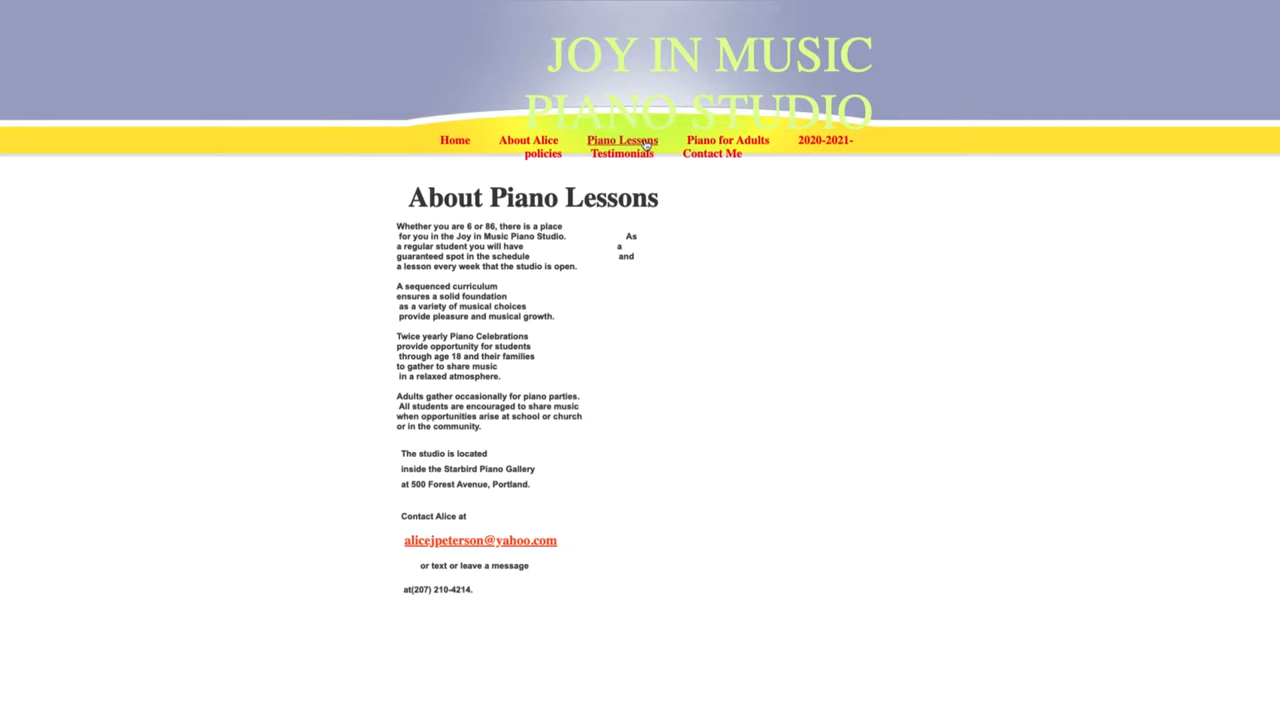 JOY IN MUSIC
PIANO STUDIO
Home About Alice Piano Lessons Piano for Adults 2020-2021-
policies Testimonials Contact Me
About Piano Lessons
Whether you are 6 or 86, there is a place
for you in the Joy in Music Piano Studio. As
a regular student you will have a
guaranteed spot in the schedule and
a lesson every week that the studio is open.
A sequenced curriculum
ensures a solid foundation
as a variety of musical choices
provide pleasure and musical growth.
Twice yearly Piano Celebrations
provide opportunity for students
through age 18 and their families
to gather to share music
in a relaxed atmosphere.
Adults gather occasionally for piano parties.
All students are encouraged to share music
when opportunities arise at school or church
or in the community.
The studio is located
inside the Starbird Piano Gallery
at 500 Forest Avenue, Portland.
Contact Alice at
alicejpeterson@yahoo.com
or text or leave a message
at(207) 210-4214.